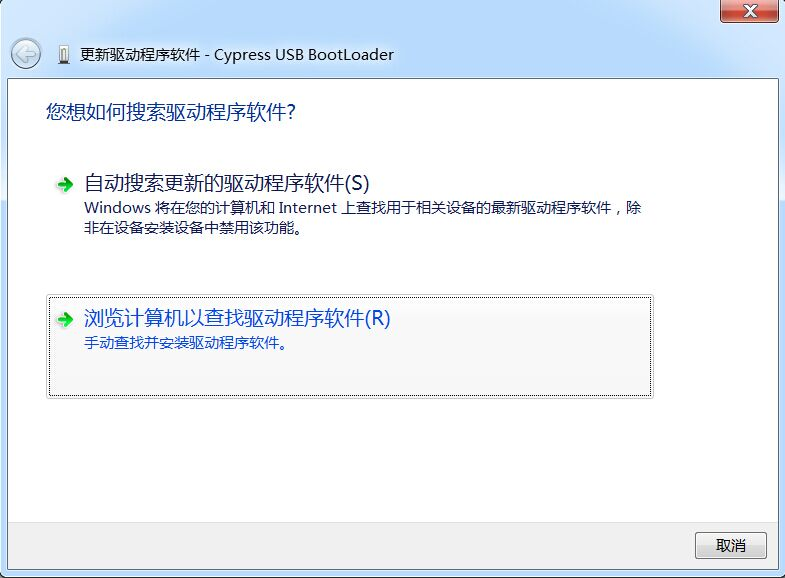 更新驱动程序软件 - Cypress USB BootLoader
您想如何搜索驱动程序软件?
自动搜索更新的驱动程序软件(S)
Windows 将在您的计算机和 Internet 上查找用于相关设备的最新驱动程序软件，除
非在设备安装设备中禁用该功能。
浏览计算机以查找驱动程序软件(R)
手动查找并安装驱动程序软件。
取消